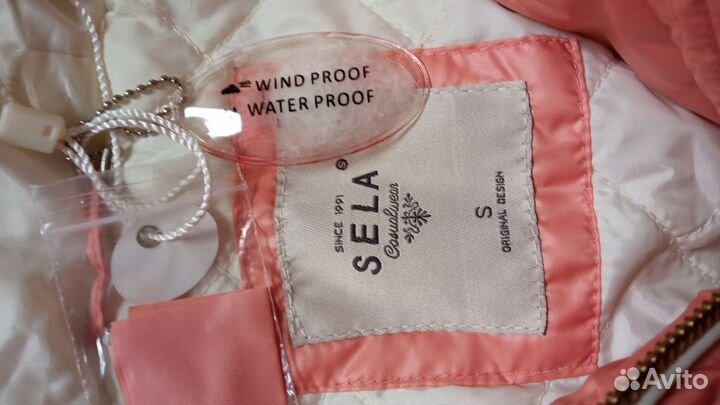 WIND PROOF
WATER PROOF
SINCE 1991
SELA
Casualwear
S
ORIGINAL DESIGN
Avito